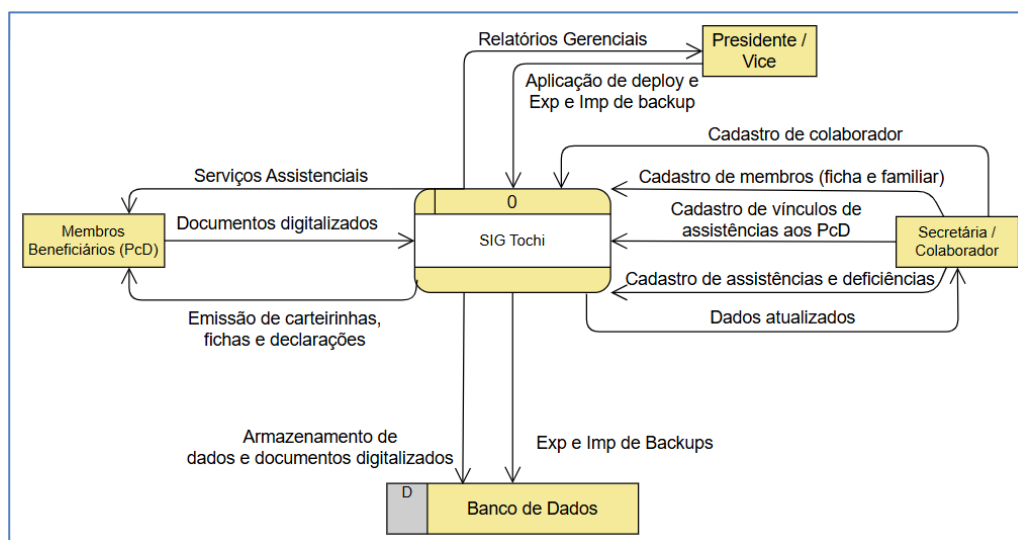 Relatórios Gerenciais
Presidente /
Vice
Aplicação de deploy e
Exp e Imp de backup
Cadastro de colaborador
Serviços Assistenciais
Cadastro de membros (ficha e familiar)
0
Membros
Beneficiários (PcD)
Documentos digitalizados
SIG Tochi
Cadastro de vínculos de
assistências aos PcD
Secretária /
Colaborador
Cadastro de assistências e deficiências
Emissão de carteirinhas,
fichas e declarações
Dados atualizados
Armazenamento de
dados e documentos digitalizados
Exp e Imp de Backups
D
Banco de Dados